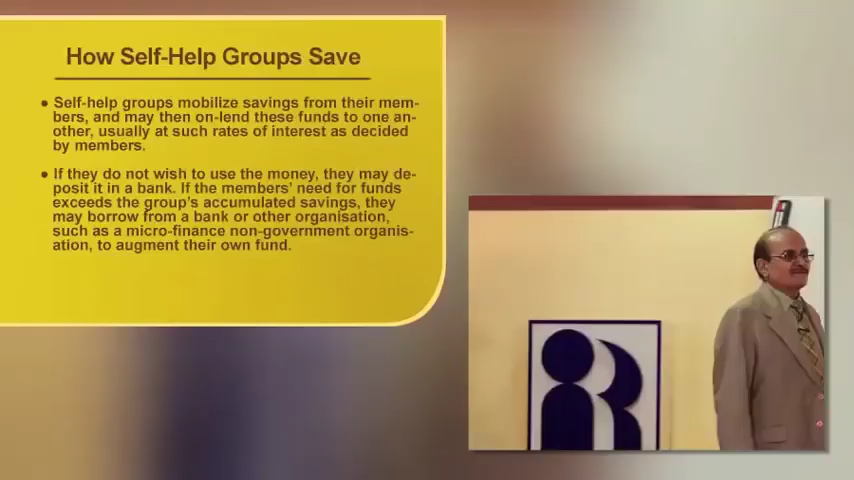 How Self-Help Groups Save
● Self-help groups mobilize savings from their mem-
bers, and may then on-lend these funds to one an-
other, usually at such rates of interest as decided
by members.
● If they do not wish to use the money, they may de-
posit it in a bank. If the members' need for funds
exceeds the group's accumulated savings, they
may borrow from a bank or other organisation,
such as a micro-finance non-government organis-
ation, to augment their own fund.